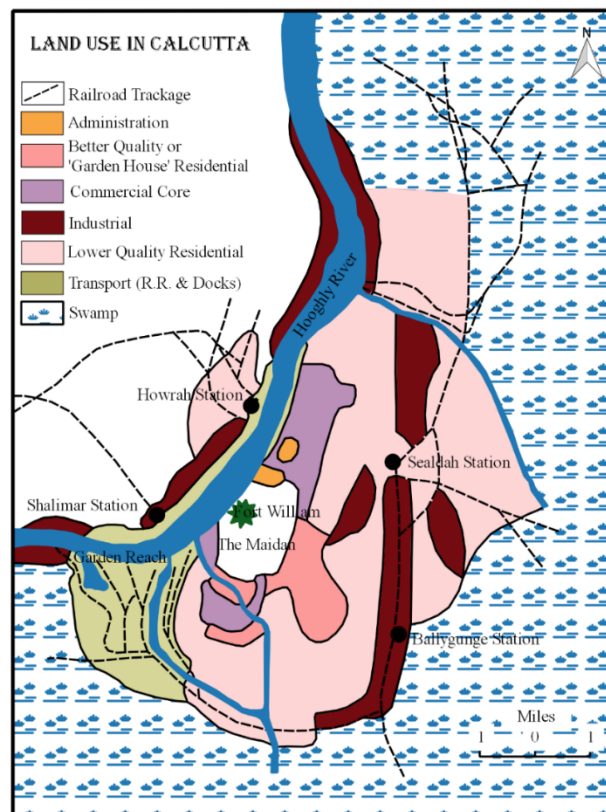 LAND USE IN CALCUTTA
N
Railroad Trackage
Administration
Better Quality or
'Garden House' Residential
Commercial Core
Industrial
Lower Quality Residential
Transport (R.R. & Docks)
Swamp
Hooghly River
Howrah Station
Sealdah Station
Shalimar Station
Fort William
The Maidan
Garden Reach
Ballygunge Station
Miles
1 0 1